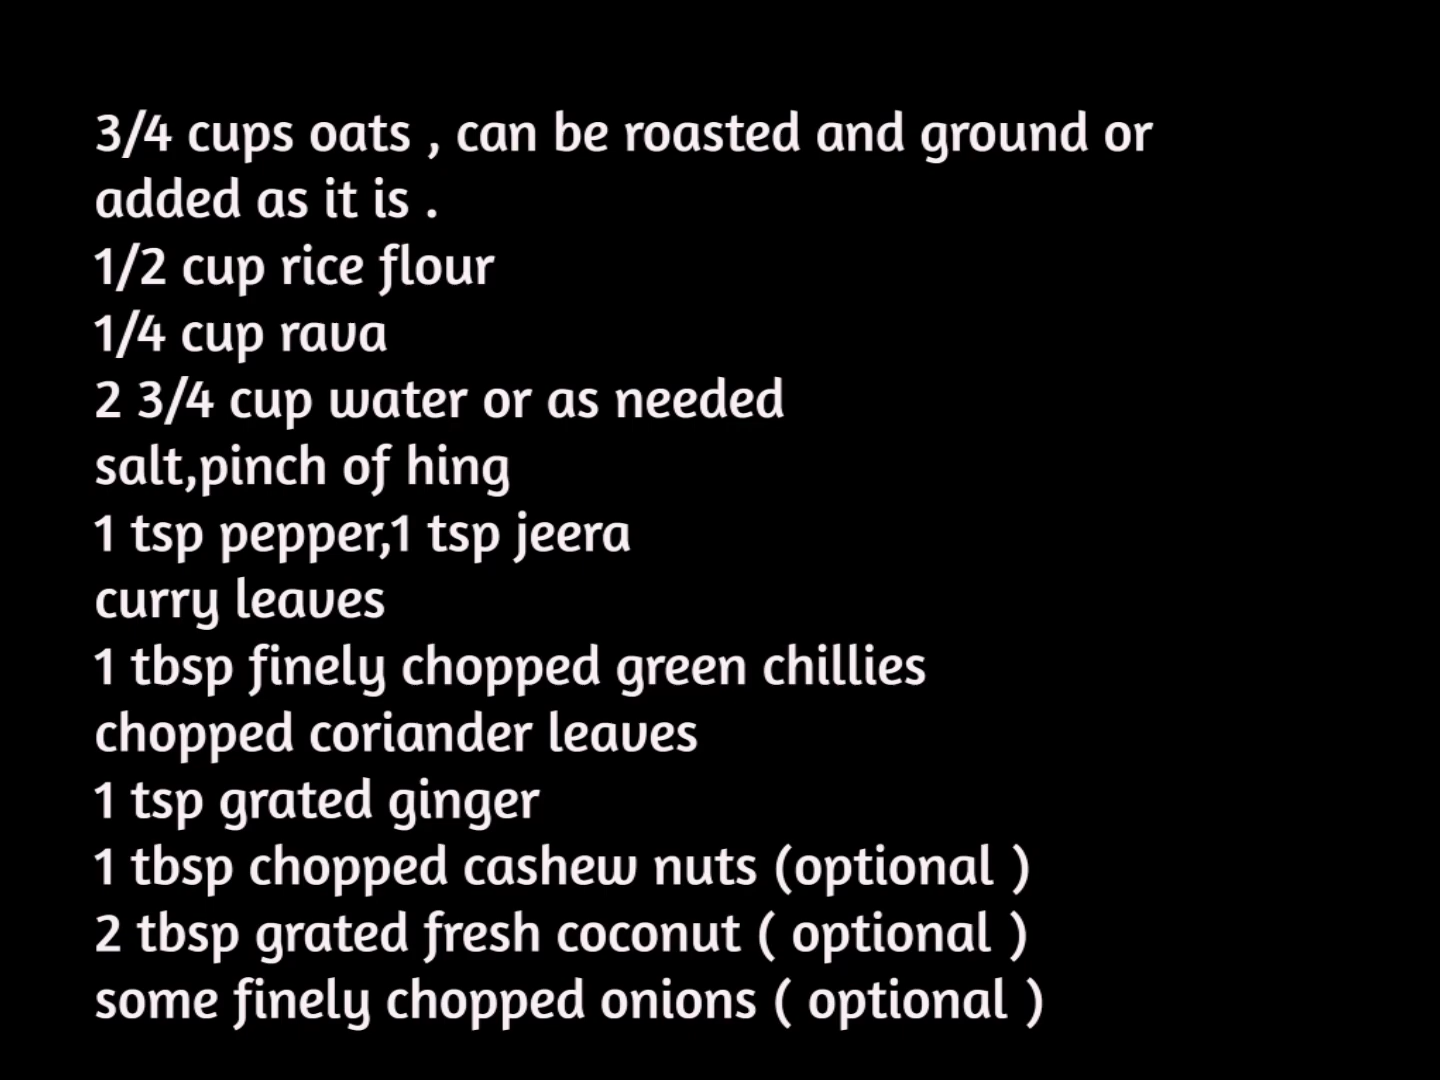 3/4 cups oats , can be roasted and ground or
added as it is .
1/2 cup rice flour
1/4 cup rava
2 3/4 cup water or as needed
salt,pinch of hing
1 tsp pepper,1 tsp jeera
curry leaves
1 tbsp finely chopped green chillies
chopped coriander leaves
1 tsp grated ginger
1 tbsp chopped cashew nuts (optional )
2 tbsp grated fresh coconut ( optional )
some finely chopped onions ( optional )